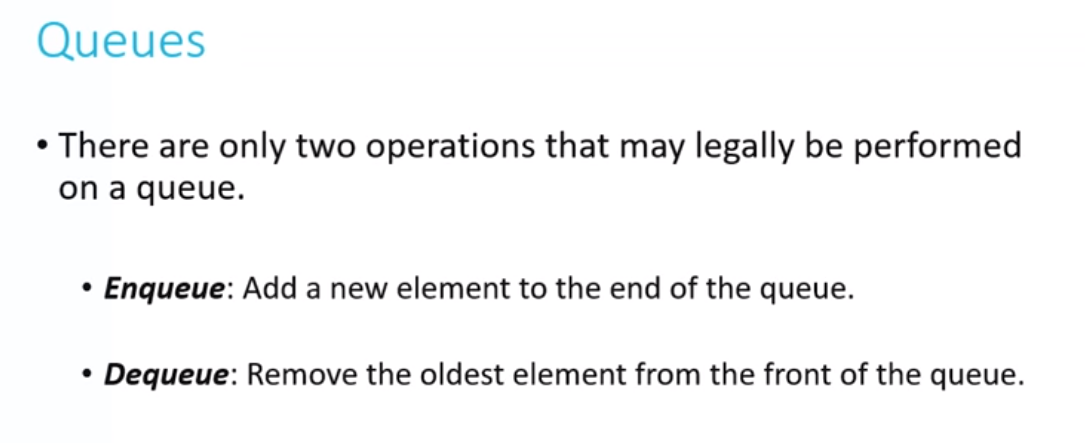 Queues
• There are only two operations that may legally be performed
on a queue.
• Enqueue: Add a new element to the end of the queue.
• Dequeue: Remove the oldest element from the front of the queue.